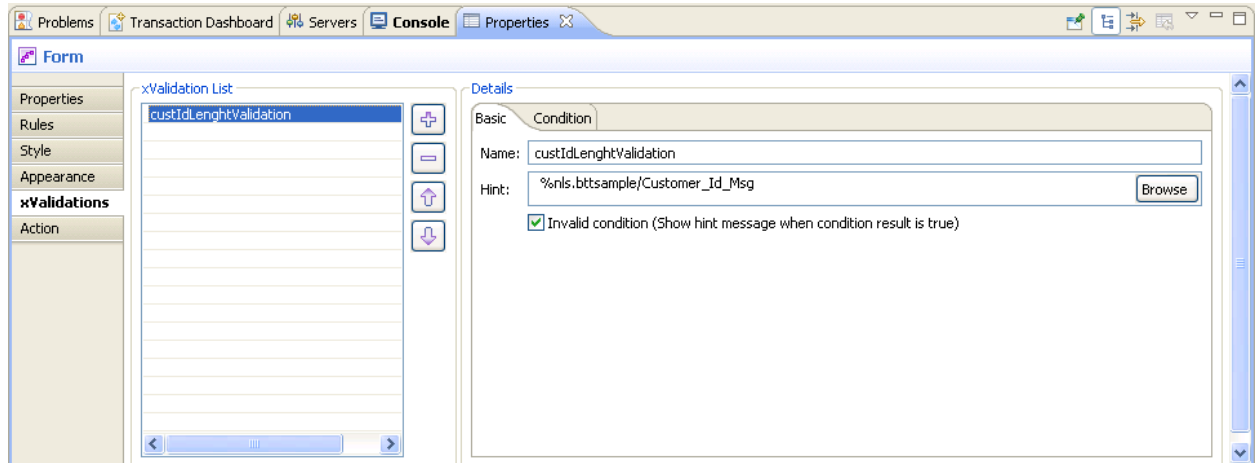 Problems Transaction Dashboard Servers Console Properties
Form
Properties
Rules
Style
Appearance
xValidations
Action
xValidation List
custIdLenghtValidation
Details
Basic Condition
Name: custIdLenghtValidation
Hint: %nls.bttsample/Customer_Id_Msg Browse
Invalid condition (Show hint message when condition result is true)